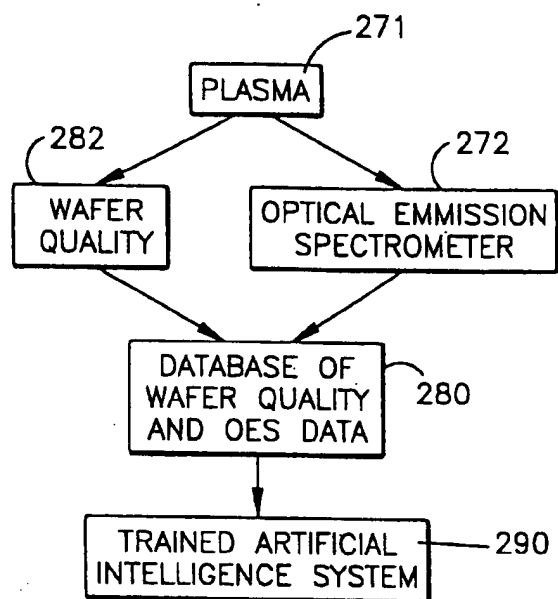 271
PLASMA
282
272
WAFER
QUALITY
OPTICAL EMMISSION
SPECTROMETER
DATABASE OF
WAFER QUALITY
AND OES DATA
280
TRAINED ARTIFICIAL
INTELLIGENCE SYSTEM
290